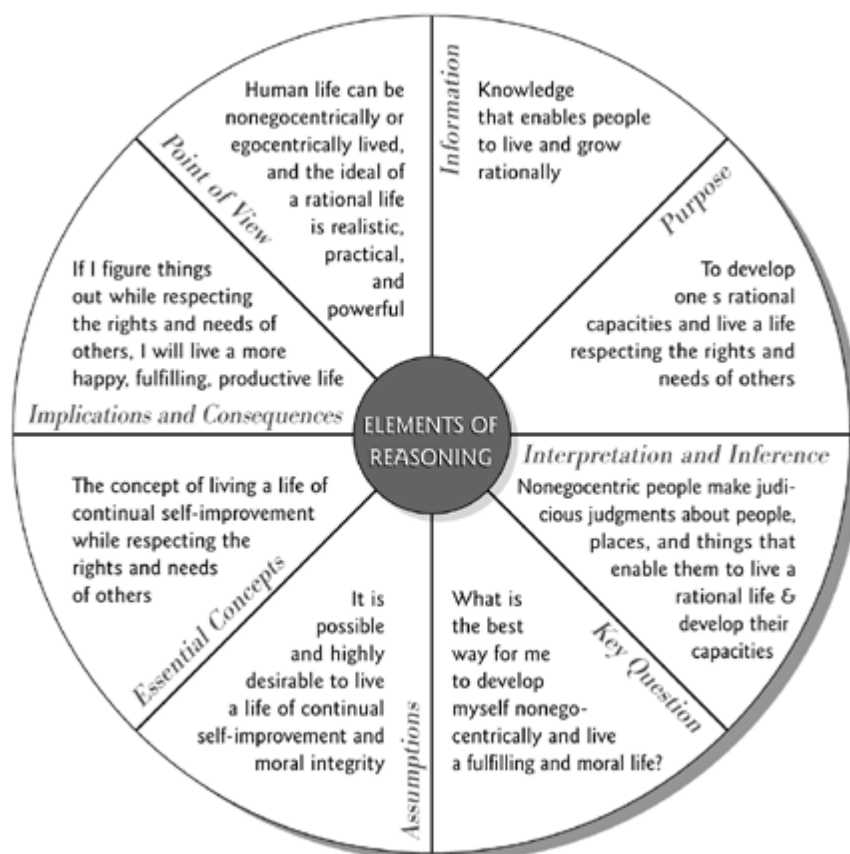 Information
Knowledge
that enables people
to live and grow
rationally
Purpose
To develop
one s rational
capacities and live a life
respecting the rights and
needs of others
Interpretation and Inference
Nonegocentric people make judi-
cious judgments about people,
places, and things that
enable them to live a
rational life &
develop their
capacities
Key Question
What is
the best
way for me
to develop
myself nonego-
centrically and live
a fulfilling and moral life?
Assumptions
It is
possible
and highly
desirable to live
a life of continual
self-improvement and
moral integrity
Essential Concepts
The concept of living a life of
continual self-improvement
while respecting the
rights and needs
of others
Implications and Consequences
If I figure things
out while respecting
the rights and needs of
others, I will live a more
happy, fulfilling, productive life
Point of View
Human life can be
nonegocentrically or
egocentrically lived,
and the ideal of
a rational life
is realistic,
practical,
and
powerful
ELEMENTS OF
REASONING